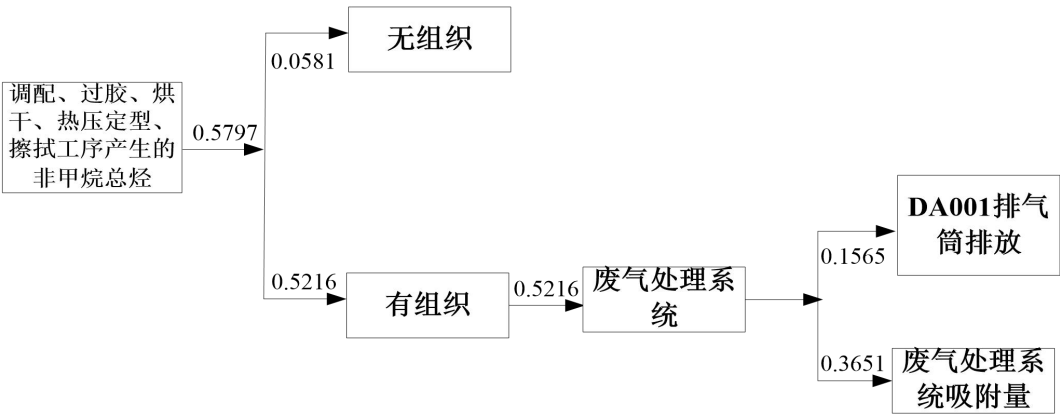 无组织
0.0581
调配、过胶、烘
干、热压定型、
擦拭工序产生的
非甲烷总烃
0.5797
DA001排气
筒排放
0.1565
0.5216
有组织
0.5216
废气处理系
统
0.3651
废气处理系
统吸附量